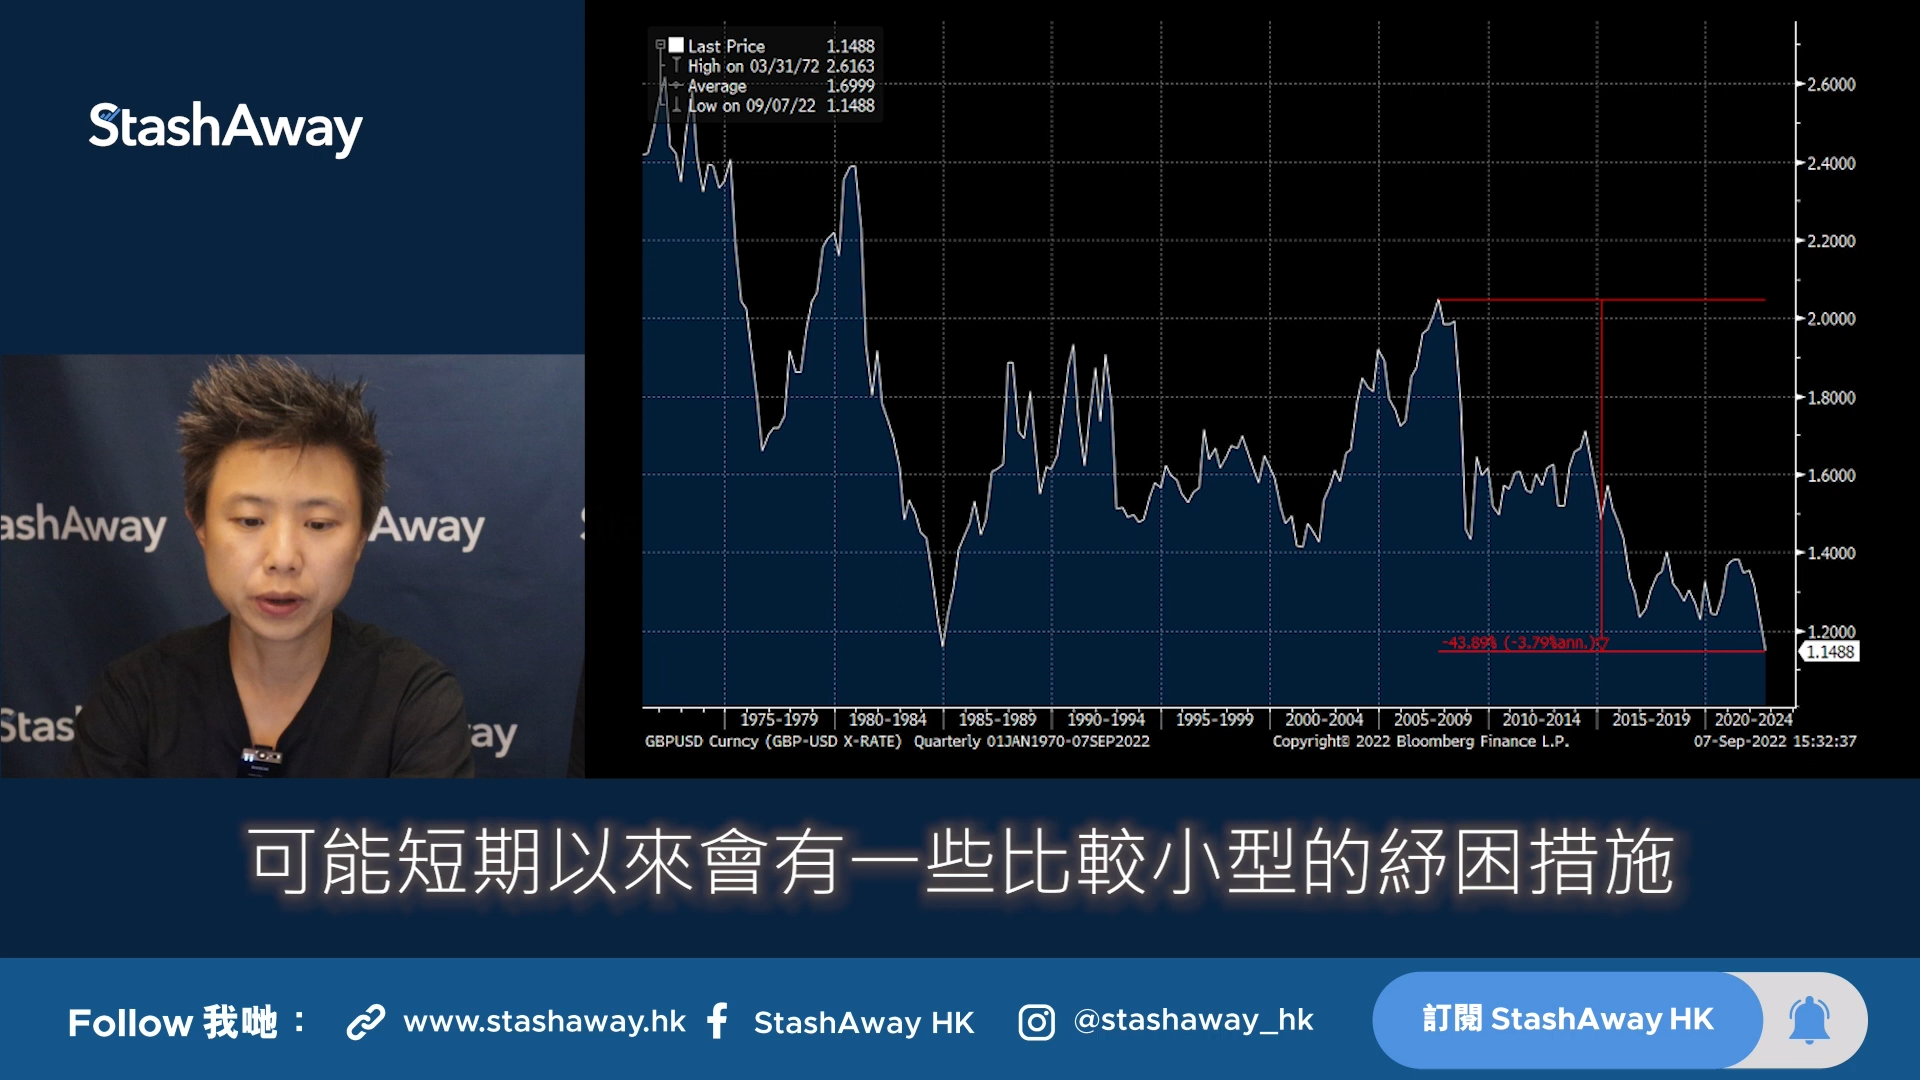 StashAway
Last Price 1.1488
High on 03/31/72 2.6163
Average 1.6999
Low on 09/07/22 1.1488
2.6000
2.4000
2.2000
2.0000
1.8000
1.6000
1.4000
1.2000
1.1488
-43.89% (-3.79%ann.)
1975-1979 1980-1984 1985-1989 1990-1994 1995-1999 2000-2004 2005-2009 2010-2014 2015-2019 2020-2024
GBPUSD Curncy (GBP-USD X-RATE) Quarterly 01JAN1970-07SEP2022 Copyright© 2022 Bloomberg Finance L.P. 07-Sep-2022 15:32:37
ashAway Away S
Stas ay
可能短期以來會有一些比較小型的紓困措施
Follow 我哋： www.stashaway.hk StashAway HK @stashaway_hk 訂閱 StashAway HK